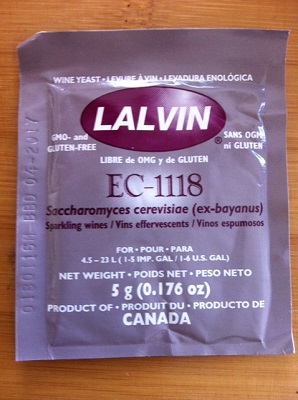 WINE YEAST • LEVURE À VIN • LEVADURA ENOLÓGICA
LALVIN
®
GMO- and
GLUTEN-FREE
SANS OGM
ni GLUTEN
LIBRE de OMG y de GLUTEN
EC-1118
Saccharomyces cerevisiae (ex-bayanus)
Sparkling wines / Vins effervescents / Vinos espumosos
FOR • POUR • PARA
4.5 – 23 L ( 1-5 IMP. GAL / 1-6 U.S. GAL)
NET WEIGHT • POIDS NET • PESO NETO
5 g (0.176 oz)
PRODUCT OF • PRODUIT DU • PRODUCTO DE
CANADA
04-2017